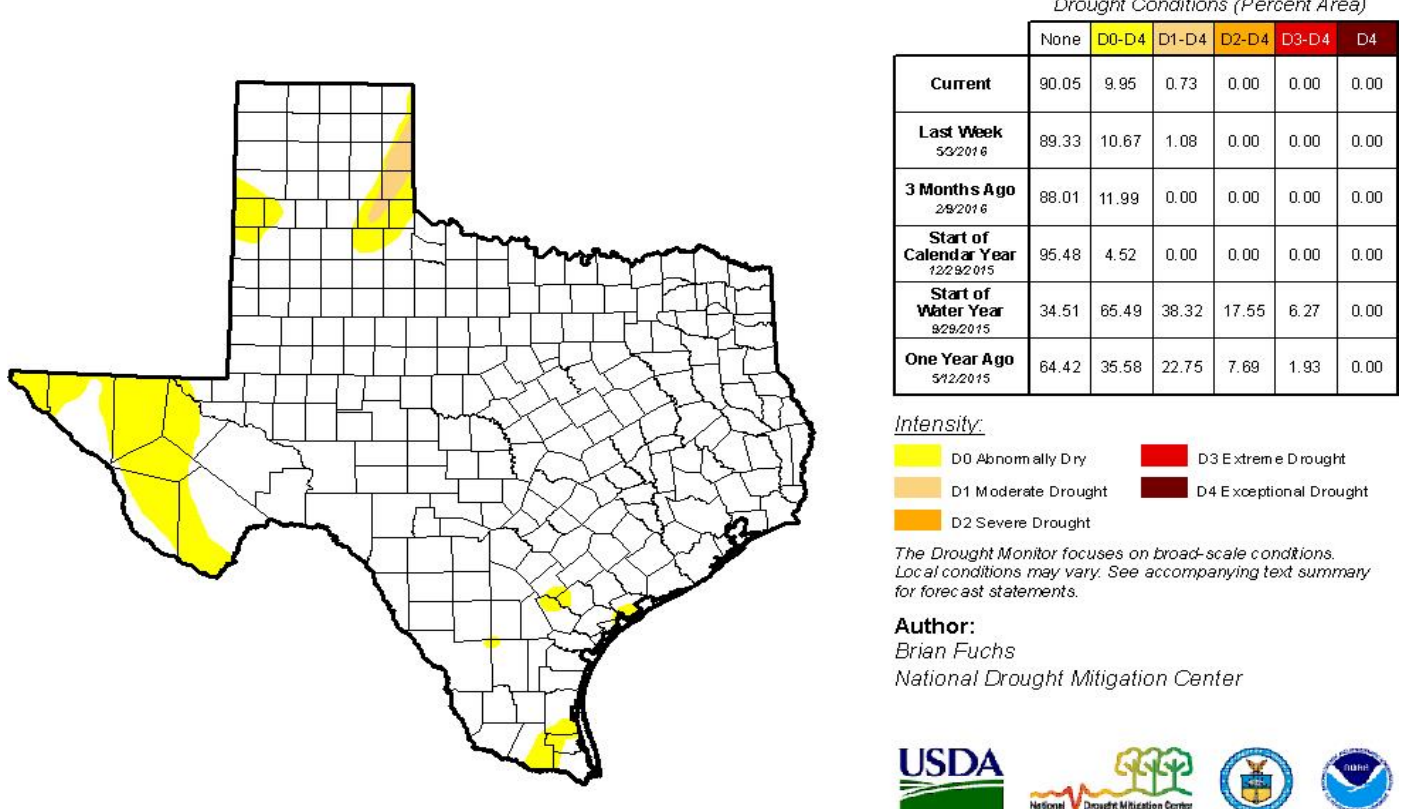 Drought Conditions (Percent Area)
None D0-D4 D1-D4 D2-D4 D3-D4 D4
Current 90.05 9.95 0.73 0.00 0.00 0.00
Last Week 5/3/2016 89.33 10.67 1.08 0.00 0.00 0.00
3 Months Ago 2/9/2016 88.01 11.99 0.00 0.00 0.00 0.00
Start of Calendar Year 12/29/2015 95.48 4.52 0.00 0.00 0.00 0.00
Start of Water Year 9/29/2015 34.51 65.49 38.32 17.55 6.27 0.00
One Year Ago 5/12/2015 64.42 35.58 22.75 7.69 1.93 0.00
Intensity:
D0 Abnormally Dry
D1 Moderate Drought
D2 Severe Drought
D3 Extreme Drought
D4 Exceptional Drought
The Drought Monitor focuses on broad-scale conditions.
Local conditions may vary. See accompanying text summary
for forecast statements.
Author:
Brian Fuchs
National Drought Mitigation Center
USDA
National Drought Mitigation Center